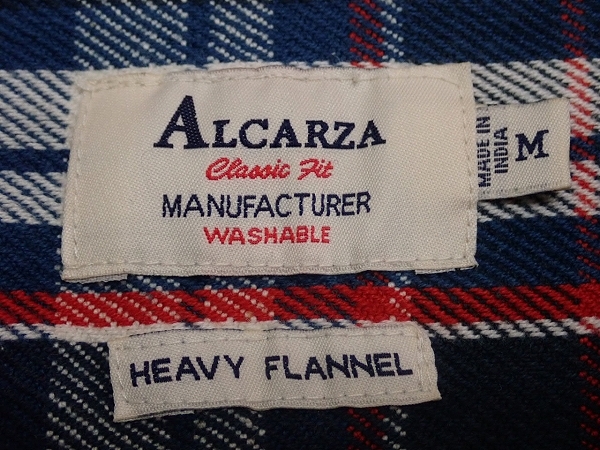 ALCARZA
Classic Fit
MANUFACTURER
WASHABLE
MADE IN
INDIA
M
HEAVY FLANNEL